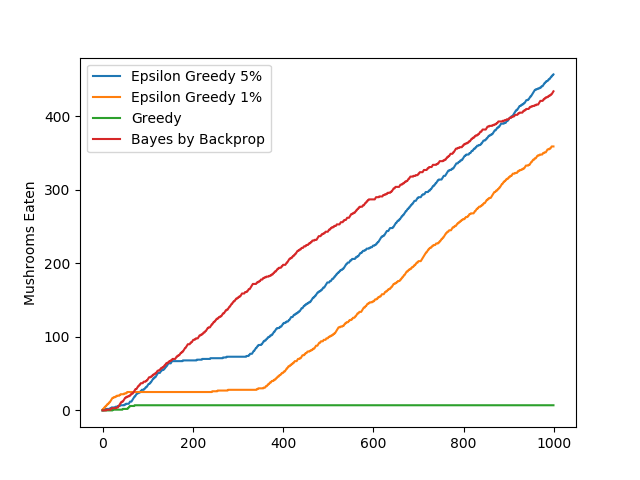 Epsilon Greedy 5%
Epsilon Greedy 1%
Greedy
Bayes by Backprop
400
300
200
100
0
Mushrooms Eaten
0 200 400 600 800 1000